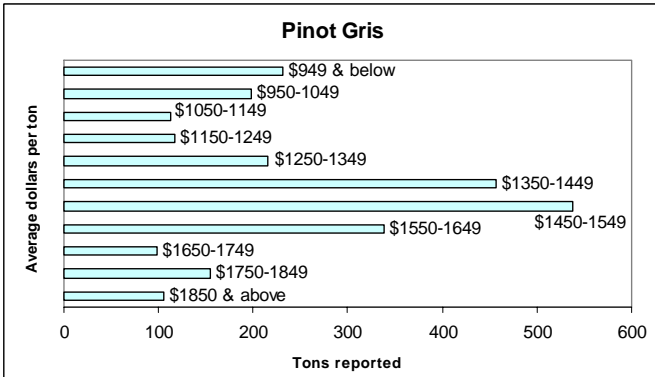 Pinot Gris
Average dollars per ton
$949 & below
$950-1049
$1050-1149
$1150-1249
$1250-1349
$1350-1449
$1450-1549
$1550-1649
$1650-1749
$1750-1849
$1850 & above
0 100 200 300 400 500 600
Tons reported